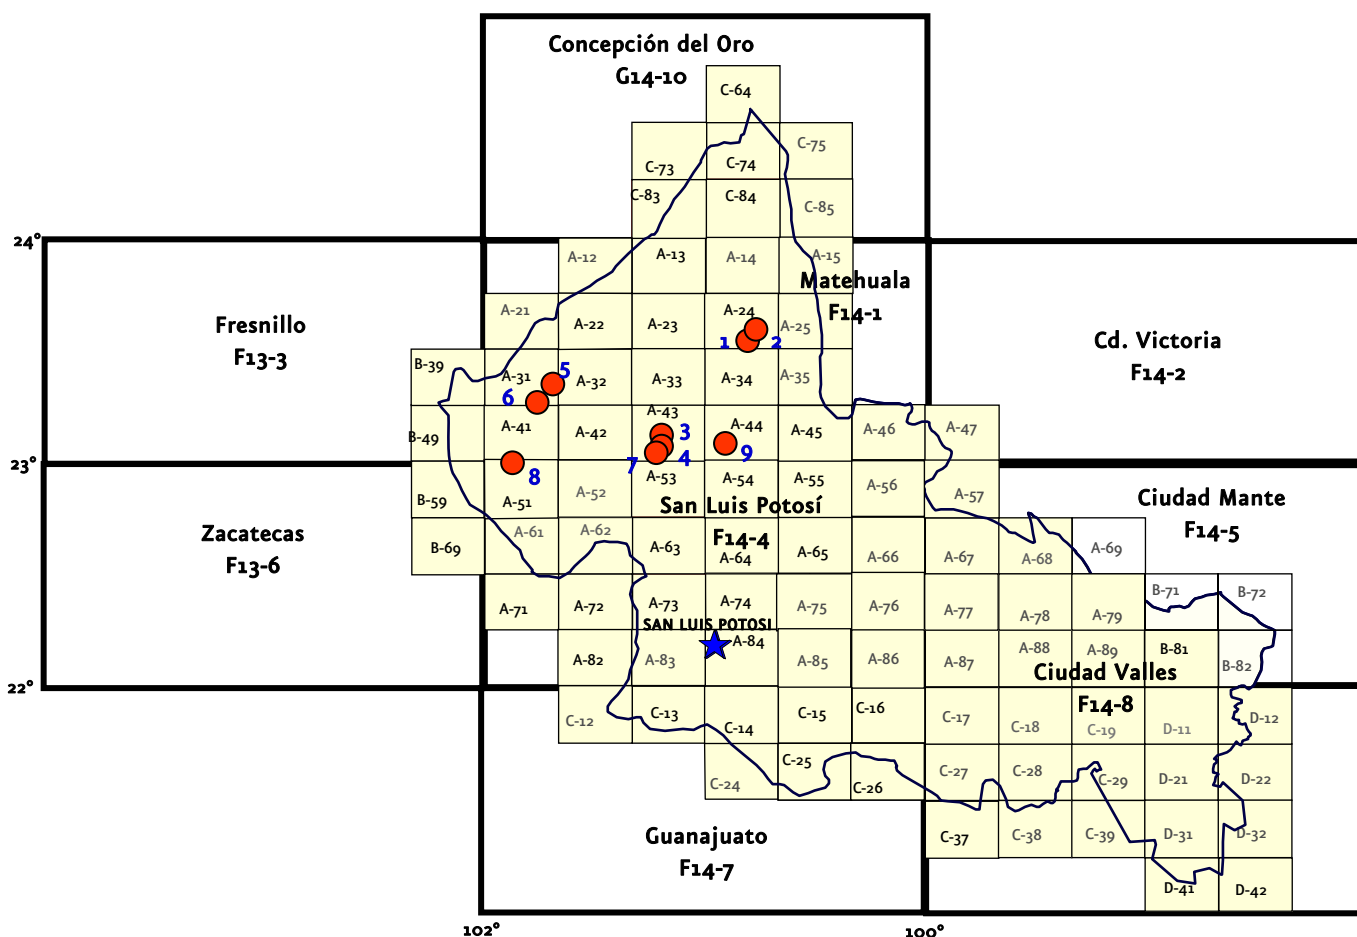 Concepción del Oro
G14-10
C-64
C-73
C-74
C-75
C-83
C-84
C-85
24°
A-12
A-13
A-14
A-15
Matehuala
F14-1
Fresnillo
F13-3
A-21
A-22
A-23
A-24
A-25
1
2
Cd. Victoria
F14-2
B-39
A-31
5
6
A-32
A-33
A-34
A-35
B-49
A-41
A-42
A-43
3
4
7
A-44
9
A-45
A-46
A-47
23°
8
B-59
A-51
A-52
A-53
A-54
A-55
A-56
A-57
San Luis Potosí
F14-4
Ciudad Mante
F14-5
Zacatecas
F13-6
B-69
A-61
A-62
A-63
A-64
A-65
A-66
A-67
A-68
A-69
A-71
A-72
A-73
A-74
A-75
A-76
A-77
A-78
A-79
B-71
B-72
SAN LUIS POTOSI
A-82
A-83
A-84
A-85
A-86
A-87
A-88
A-89
B-81
B-82
Ciudad Valles
F14-8
22°
C-12
C-13
C-14
C-15
C-16
C-17
C-18
C-19
D-11
D-12
C-24
C-25
C-26
C-27
C-28
C-29
D-21
D-22
Guanajuato
F14-7
C-37
C-38
C-39
D-31
D-32
D-41
D-42
102°
100°